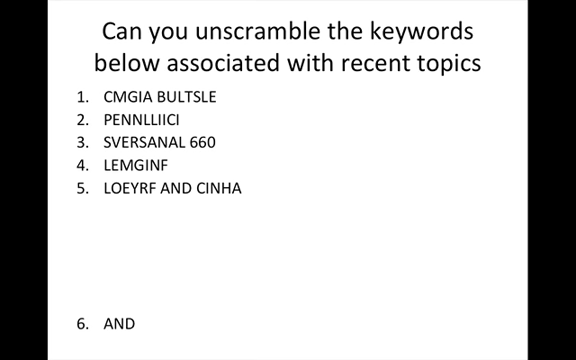 Can you unscramble the keywords
below associated with recent topics
1. CMGIA BULTSLE
2. PENNLLIICI
3. SVERSANAL 660
4. LEMGINF
5. LOEYRF AND CINHA
6. AND